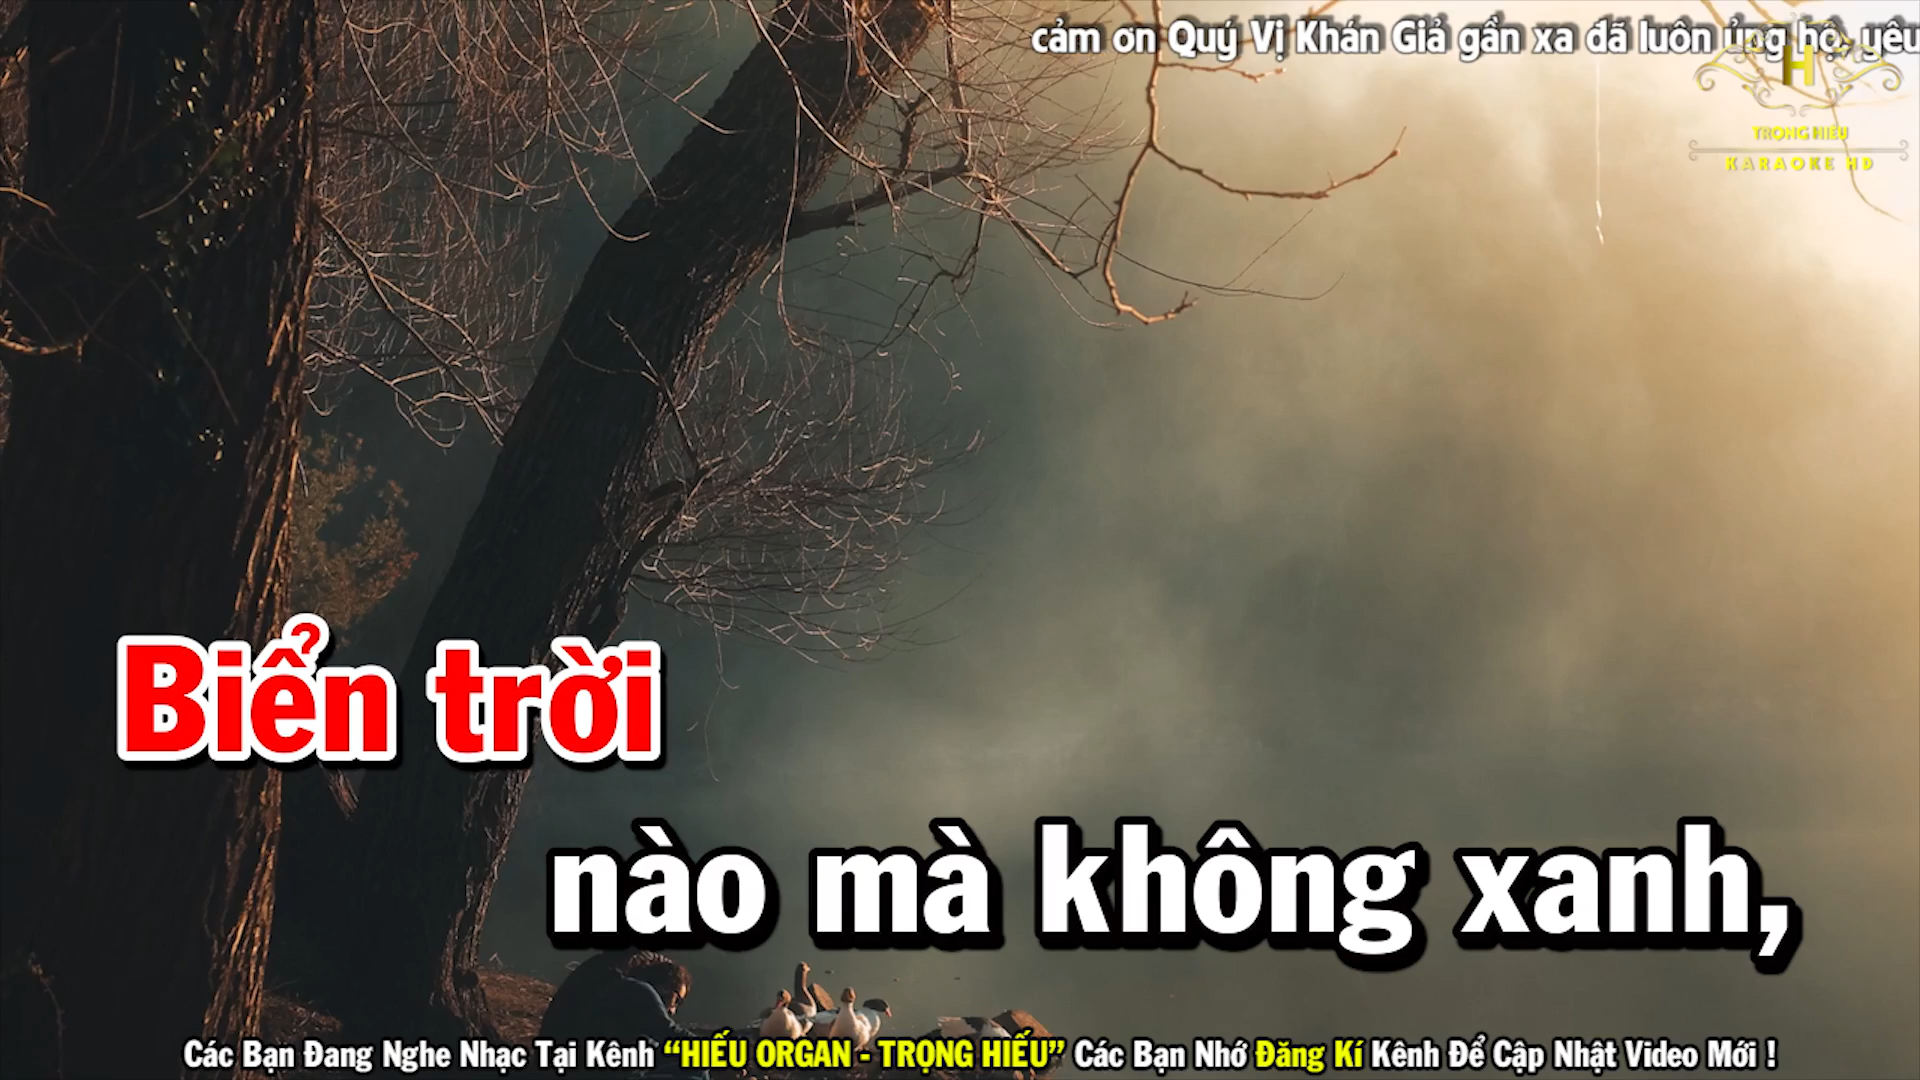 cảm ơn Quý Vị Khán Giả gần xa đã luôn ủng hộ, yêu
H
TRỌNG HIẾU
KARAOKE HD
Biển trời
nào mà không xanh,
Các Bạn Đang Nghe Nhạc Tại Kênh “HIẾU ORGAN - TRỌNG HIẾU” Các Bạn Nhớ Đăng Kí Kênh Để Cập Nhật Video Mới !